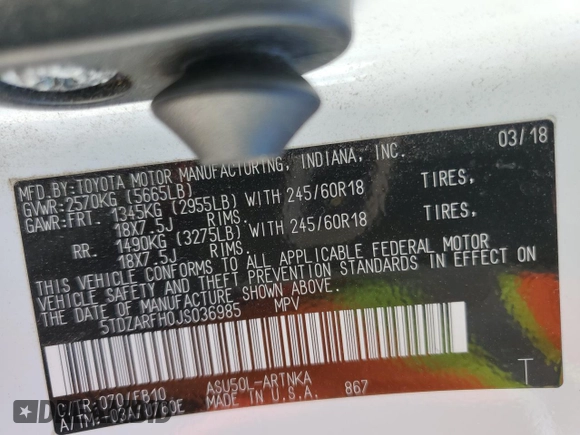 03/18
MFD.BY:TOYOTA MOTOR MANUFACTURING, INDIANA, INC.
GVWR:2570KG (5665LB)
GAWR:FRT- 1345KG (2955LB) WITH 245/60R18 TIRES,
18X7.5J RIMS.
RR. 1490KG (3275LB) WITH 245/60R18 TIRES,
18X7.5J RIMS.
THIS VEHICLE CONFORMS TO ALL APPLICABLE FEDERAL MOTOR
VEHICLE SAFETY AND THEFT PREVENTION STANDARDS IN EFFECT ON
THE DATE OF MANUFACTURE SHOWN ABOVE.
5TDZARFH0JS036985 MPV
C/TR:070/FB10 ASU50L-ARTNKA
MADE IN U.S.A. 867 T